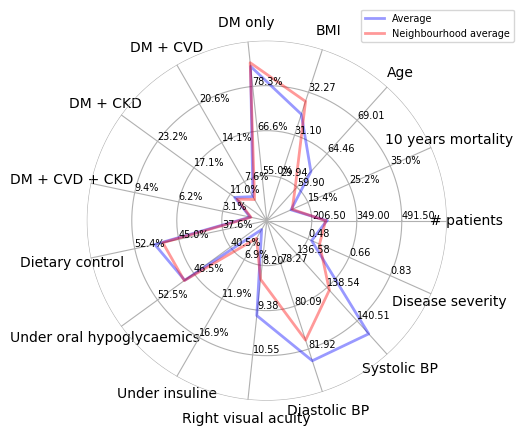 Average
Neighbourhood average
DM only
BMI
Age
10 years mortality
# patients
Disease severity
Systolic BP
Diastolic BP
Right visual acuity
Under insuline
Under oral hypoglycaemics
Dietary control
DM + CVD + CKD
DM + CKD
DM + CVD
55.0% 66.6% 78.3%
29.94 31.10 32.27
59.90 64.46 69.01
15.4% 25.2% 35.0%
206.50 349.00 491.50
0.48 0.66 0.83
136.58 138.54 140.51
78.27 80.09 81.92
8.20 9.38 10.55
6.9% 11.9% 16.9%
40.5% 46.5% 52.5%
37.6% 45.0% 52.4%
3.1% 6.2% 9.4%
11.0% 17.1% 23.2%
7.6% 14.1% 20.6%